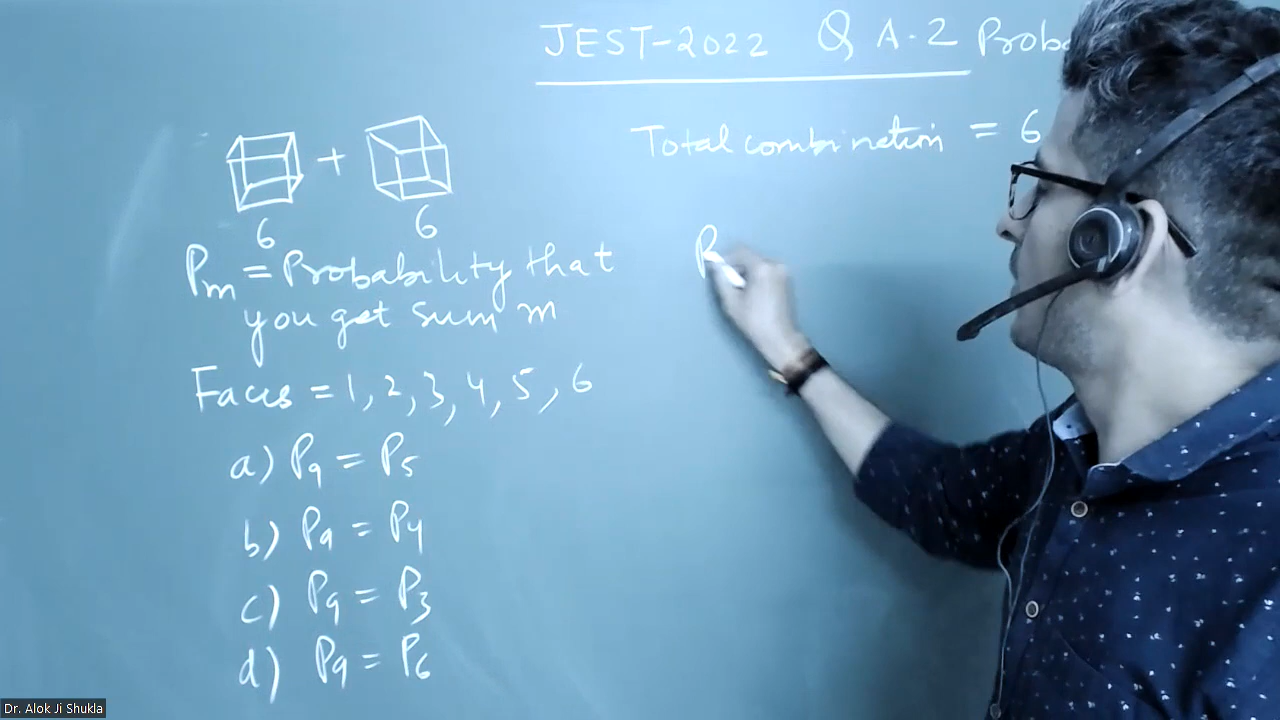 JEST-2022 Q A.2 Prob
Total combination = 6
+
6 6
Pm = Probability that
you get sum m
Faces = 1, 2, 3, 4, 5, 6
a) P9 = P5
b) P9 = P4
c) P9 = P3
d) P9 = P6
P
Dr. Alok Ji Shukla